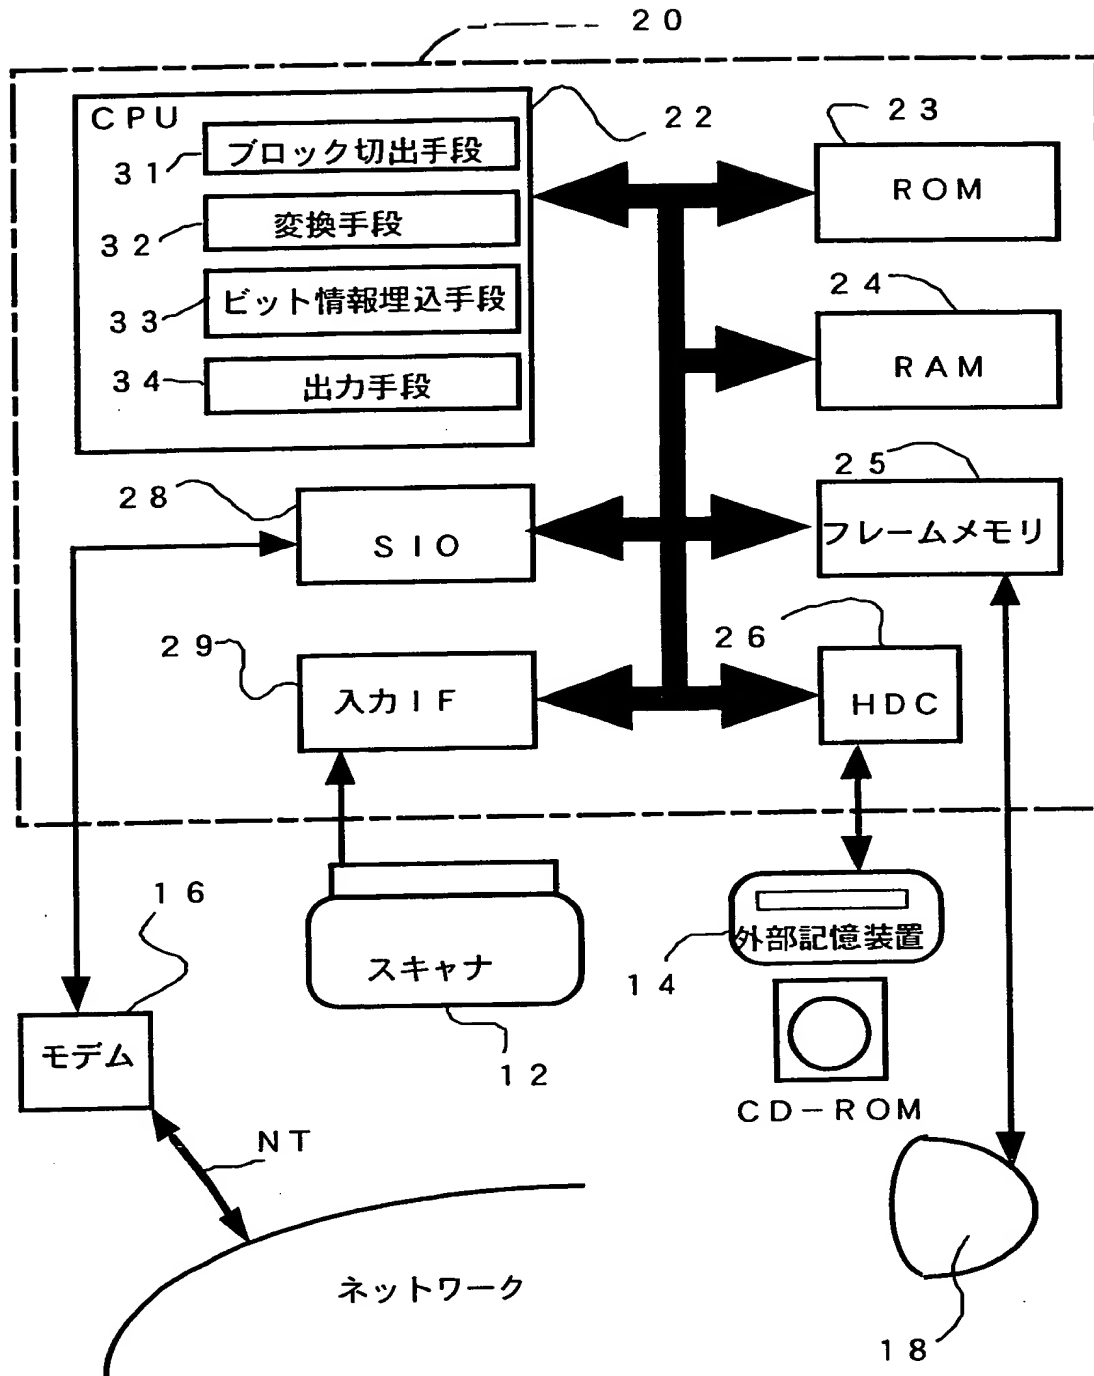 20
CPU
22
23
31
ブロック切出手段
ROM
32
変換手段
33
ビット情報埋込手段
24
34
出力手段
RAM
28
SIO
25
フレームメモリ
29
入力IF
26
HDC
16
スキャナ
外部記憶装置
14
モデム
12
CD-ROM
NT
ネットワーク
18